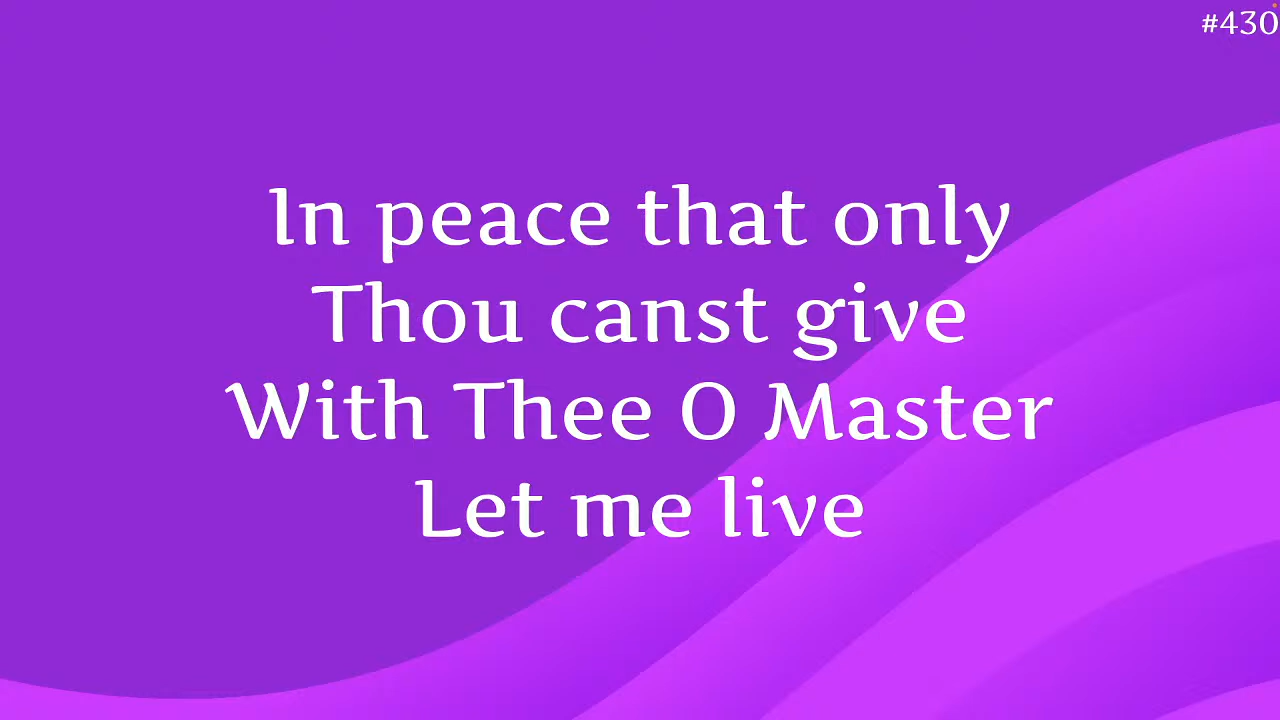 #430
In peace that only
Thou canst give
With Thee O Master
Let me live